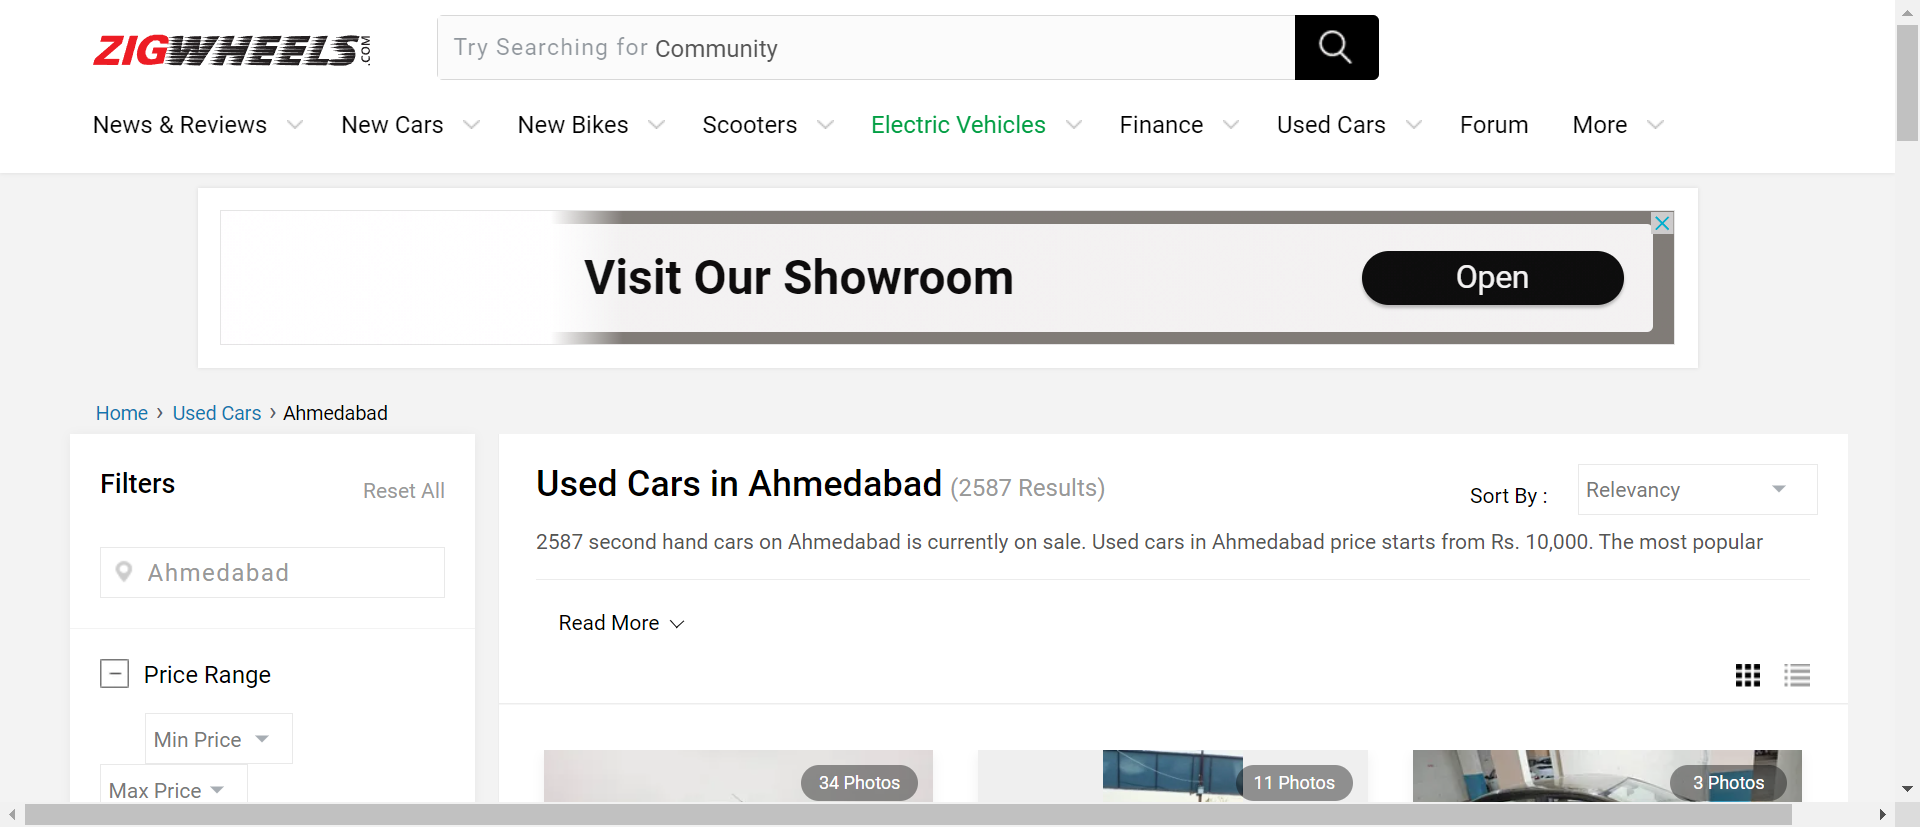 ZIGWHEELS.COM
Try Searching for Community
News & Reviews New Cars New Bikes Scooters Electric Vehicles Finance Used Cars Forum More
Visit Our Showroom
Open
Home › Used Cars › Ahmedabad
Filters
Reset All
Ahmedabad
Price Range
Min Price
Max Price
Used Cars in Ahmedabad (2587 Results)
Sort By :
Relevancy
2587 second hand cars on Ahmedabad is currently on sale. Used cars in Ahmedabad price starts from Rs. 10,000. The most popular
Read More
34 Photos
11 Photos
3 Photos